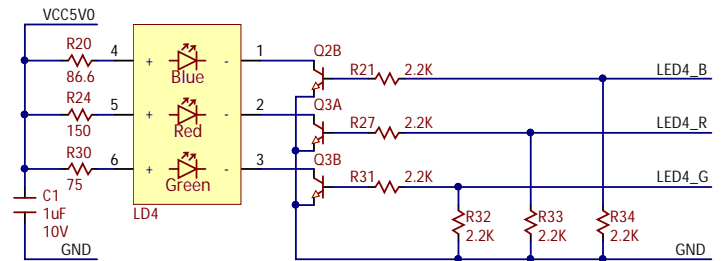 VCC5V0
R20
86.6
4
+
Blue
-
1
Q2B
R21
2.2K
LED4_B
R24
150
5
+
Red
-
2
Q3A
R27
2.2K
LED4_R
R30
75
6
+
Green
-
3
Q3B
R31
2.2K
LED4_G
LD4
C1
1uF
10V
R32
2.2K
R33
2.2K
R34
2.2K
GND
GND